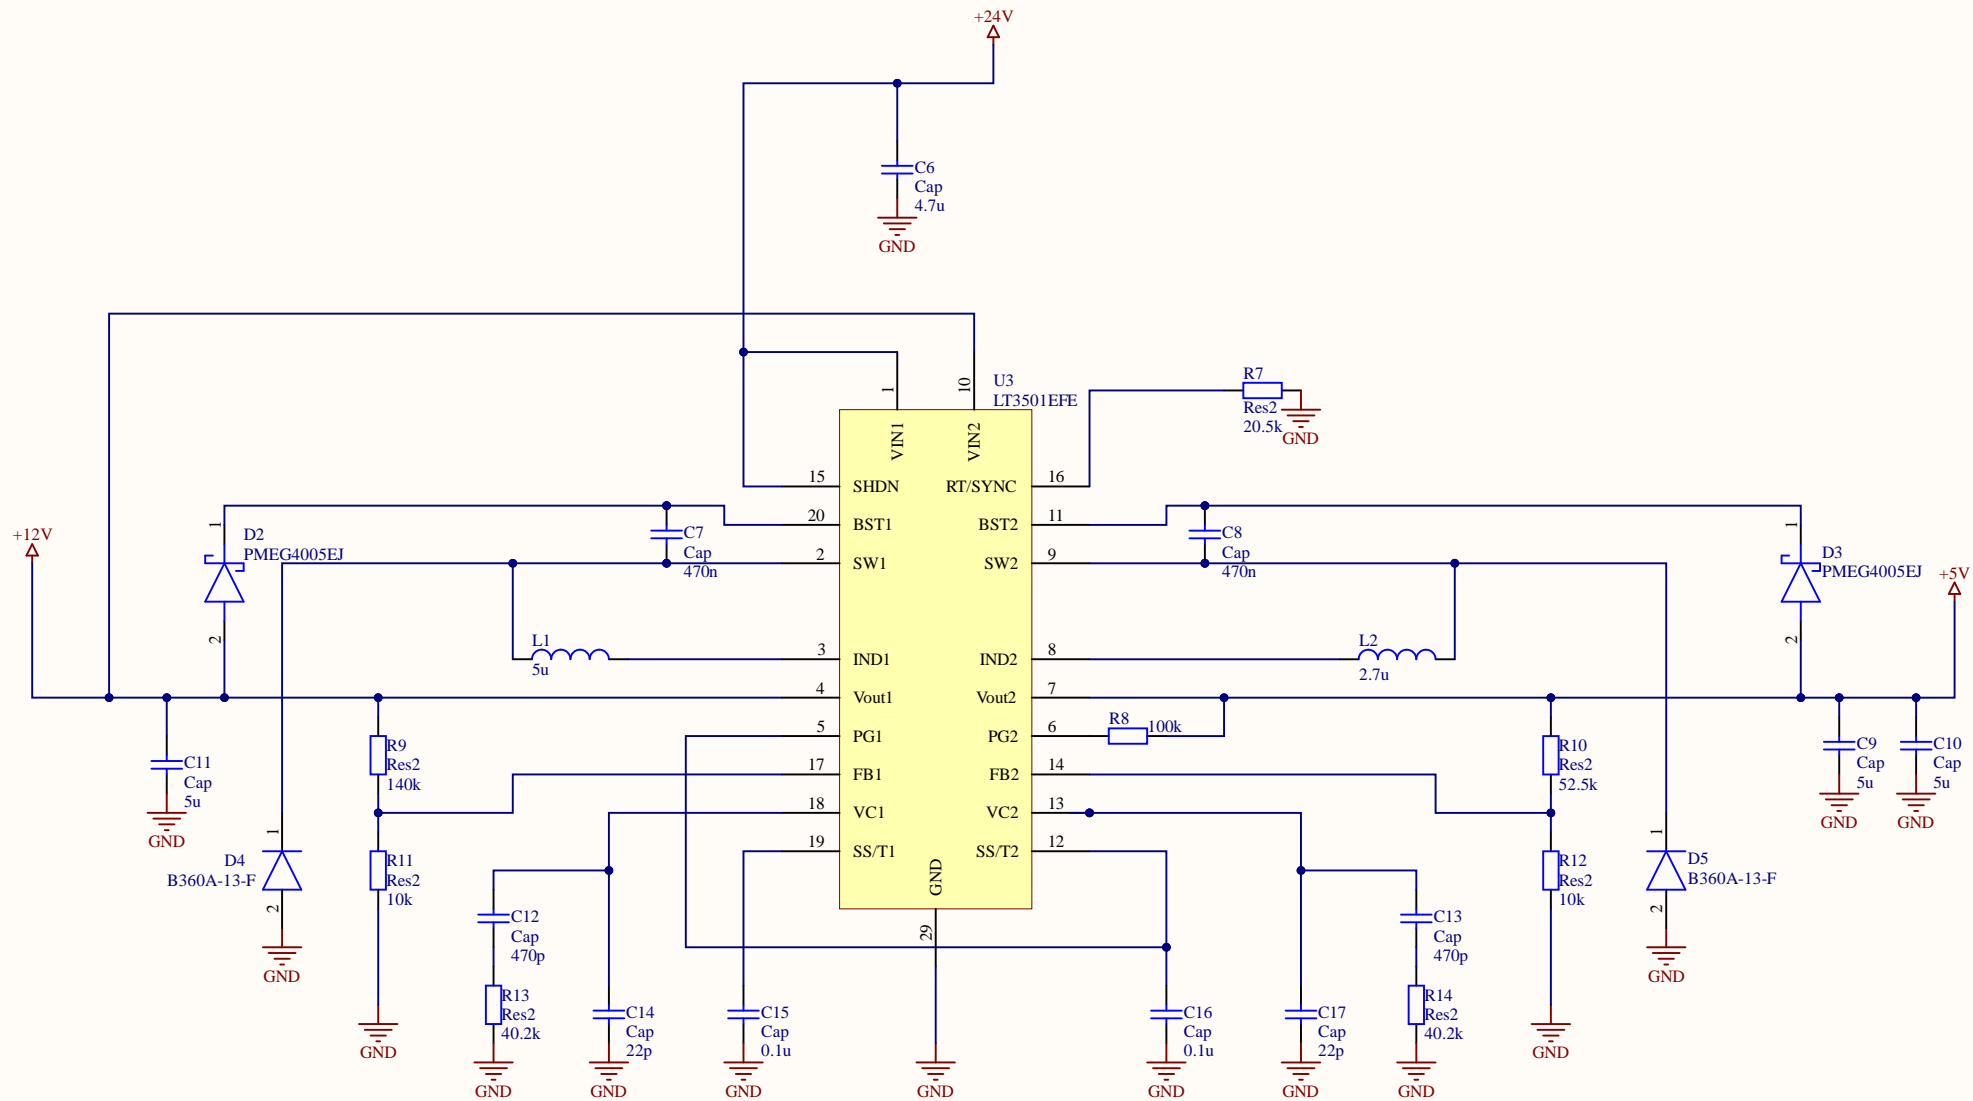 +24V
C6
Cap
4.7u
GND
U3
LT3501EFE
1
10
VIN1
VIN2
R7
Res2
20.5k
GND
15
SHDN
RT/SYNC
16
20
BST1
BST2
11
2
SW1
SW2
9
3
IND1
IND2
8
4
Vout1
Vout2
7
5
PG1
PG2
6
17
FB1
FB2
14
18
VC1
VC2
13
19
SS/T1
SS/T2
12
GND
29
GND
+12V
1
D2
PMEG4005EJ
2
C7
Cap
470n
L1
5u
C11
Cap
5u
GND
1
D4
B360A-13-F
2
GND
R9
Res2
140k
R11
Res2
10k
GND
C12
Cap
470p
R13
Res2
40.2k
GND
C14
Cap
22p
GND
C15
Cap
0.1u
GND
C8
Cap
470n
L2
2.7u
R8
100k
1
D3
PMEG4005EJ
2
+5V
R10
Res2
52.5k
R12
Res2
10k
GND
C9
Cap
5u
GND
C10
Cap
5u
GND
1
D5
B360A-13-F
2
GND
C16
Cap
0.1u
GND
C17
Cap
22p
GND
C13
Cap
470p
R14
Res2
40.2k
GND